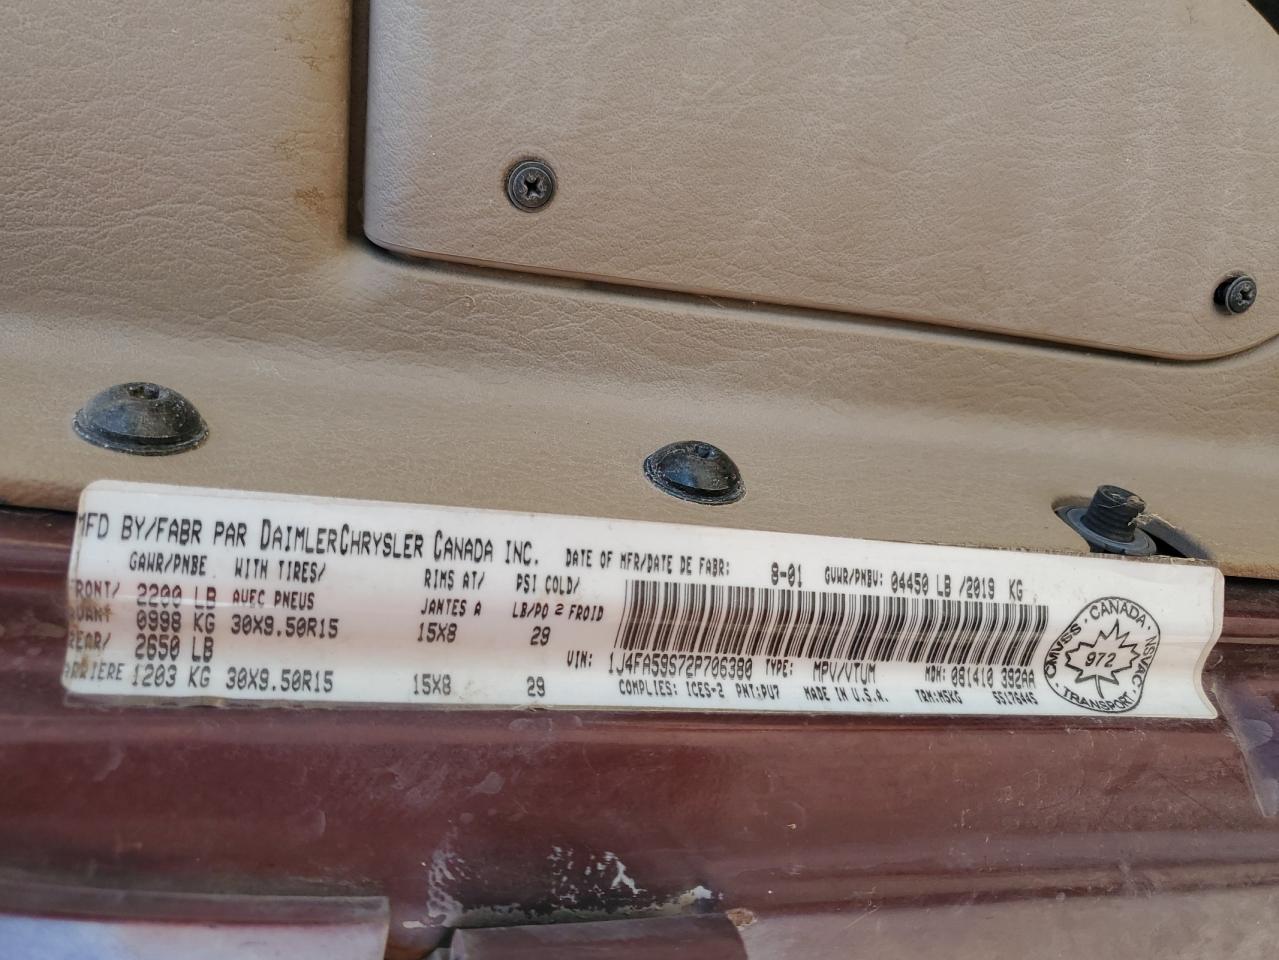 MFD BY/FABR PAR DAIMLERCHRYSLER CANADA INC. DATE OF MFR/DATE DE FABR: 8-01 GVWR/PNBV: 04450 LB /2019 KG
GAWR/PNBE WITH TIRES/ RIMS AT/ PSI COLD/
FRONT/ 2200 LB AVEC PNEUS JANTES A LB/PO 2 FROID
AVANT 0998 KG 30X9.50R15 15X8 29
REAR/ 2650 LB
ARRIERE 1203 KG 30X9.50R15 15X8 29
VIN: 1J4FA59S72P706380 TYPE: MPV/VTUM MDH: 081410 392AA
COMPLIES: ICES-2 PNT:PV7 MADE IN U.S.A. TRM:MSKG 55176445
CMVSS · CANADA · NSVAC
972
· TRANSPORT ·